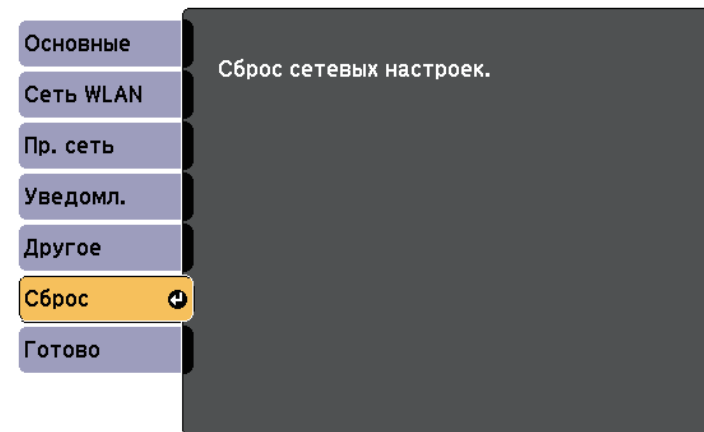 Основные
Сеть WLAN
Пр. сеть
Уведомл.
Другое
Сброс
Готово
Сброс сетевых настроек.